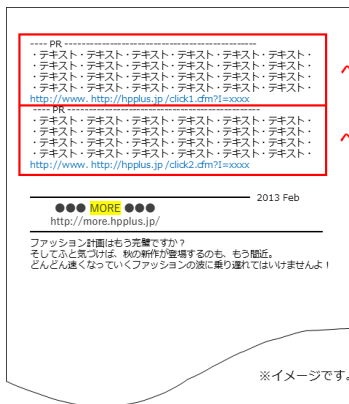 ---- PR ------------------------------------------------
・テキスト・テキスト・テキスト・テキスト・テキスト・
・テキスト・テキスト・テキスト・テキスト・テキスト・
・テキスト・テキスト・テキスト・テキスト・テキスト・
・テキスト・テキスト・テキスト・テキスト・テキスト・
http://www. http://hpplus.jp /click1.cfm?I=xxxx
---- PR ------------------------------------------------
・テキスト・テキスト・テキスト・テキスト・テキスト・
・テキスト・テキスト・テキスト・テキスト・テキスト・
・テキスト・テキスト・テキスト・テキスト・テキスト・
・テキスト・テキスト・テキスト・テキスト・テキスト・
http://www. http://hpplus.jp /click2.cfm?I=xxxx
2013 Feb
●●● MORE ●●●
http://more.hpplus.jp/
ファッション計画はもう完璧ですか？
そしてふと気づけば、秋の新作が登場するのも、もう間近。
どんどん速くなっていくファッションの波に乗り遅れてはいけませんよ！
※イメージです。